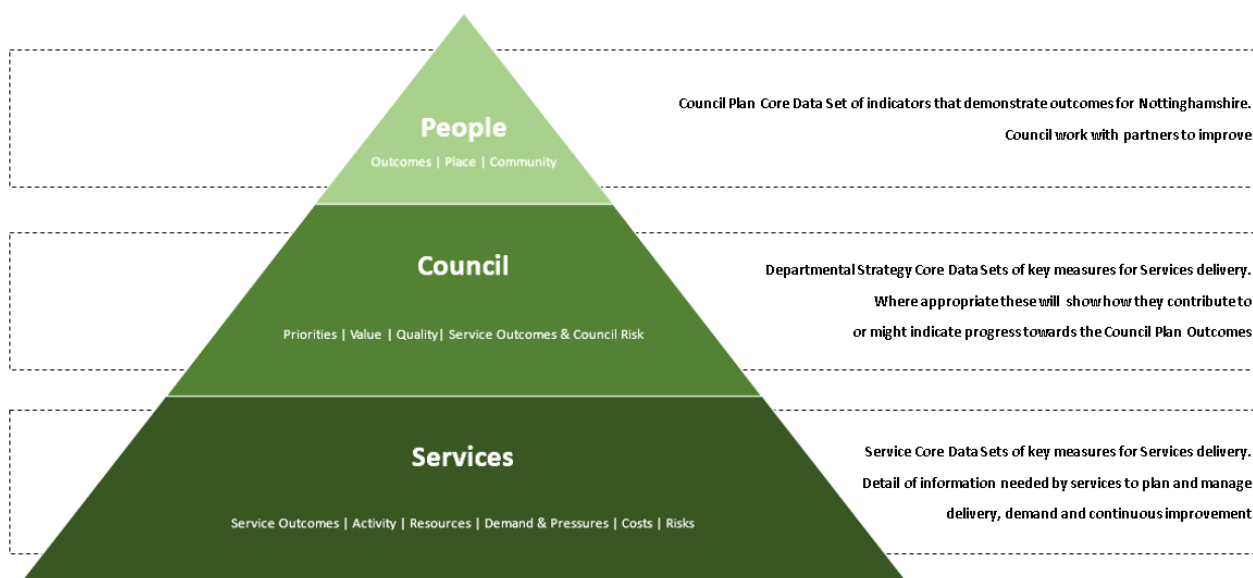 People
Outcomes | Place | Community
Council Plan Core Data Set of indicators that demonstrate outcomes for Nottinghamshire.
Council work with partners to improve
Council
Priorities | Value | Quality| Service Outcomes & Council Risk
Departmental Strategy Core Data Sets of key measures for Services delivery.
Where appropriate these will show how they contribute to
or might indicate progress towards the Council Plan Outcomes
Services
Service Outcomes | Activity | Resources | Demand & Pressures | Costs | Risks
Service Core Data Sets of key measures for Services delivery.
Detail of information needed by services to plan and manage
delivery, demand and continuous improvement